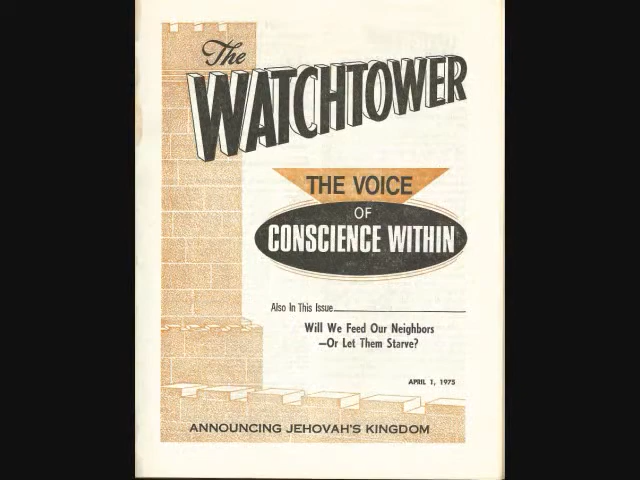 The
WATCHTOWER
THE VOICE
OF
CONSCIENCE WITHIN
Also In This Issue
Will We Feed Our Neighbors
—Or Let Them Starve?
APRIL 1, 1975
ANNOUNCING JEHOVAH'S KINGDOM